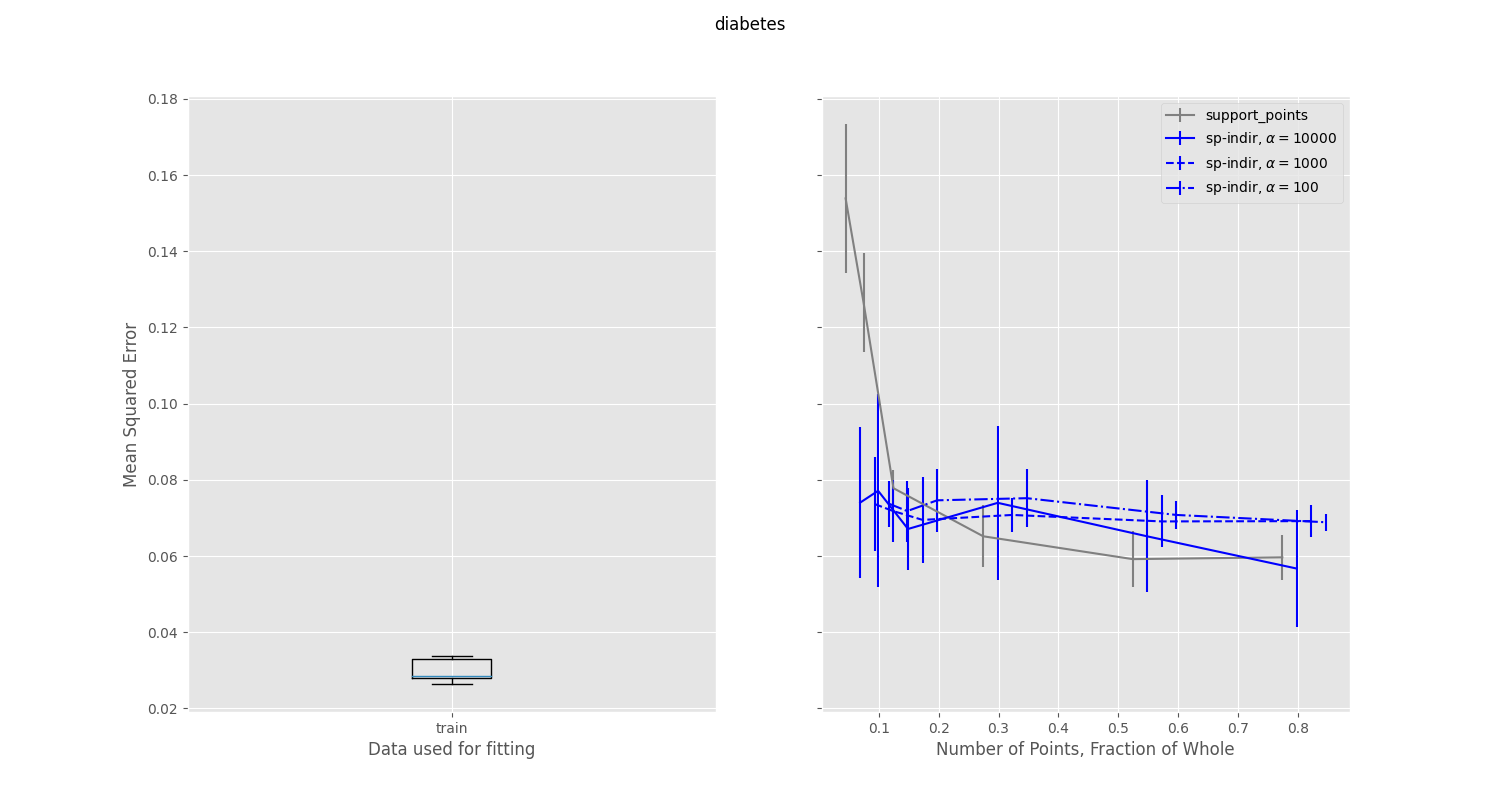 diabetes
Mean Squared Error
0.18
0.16
0.14
0.12
0.10
0.08
0.06
0.04
0.02
train
Data used for fitting
support_points
sp-indir, α = 10000
sp-indir, α = 1000
sp-indir, α = 100
0.1 0.2 0.3 0.4 0.5 0.6 0.7 0.8
Number of Points, Fraction of Whole